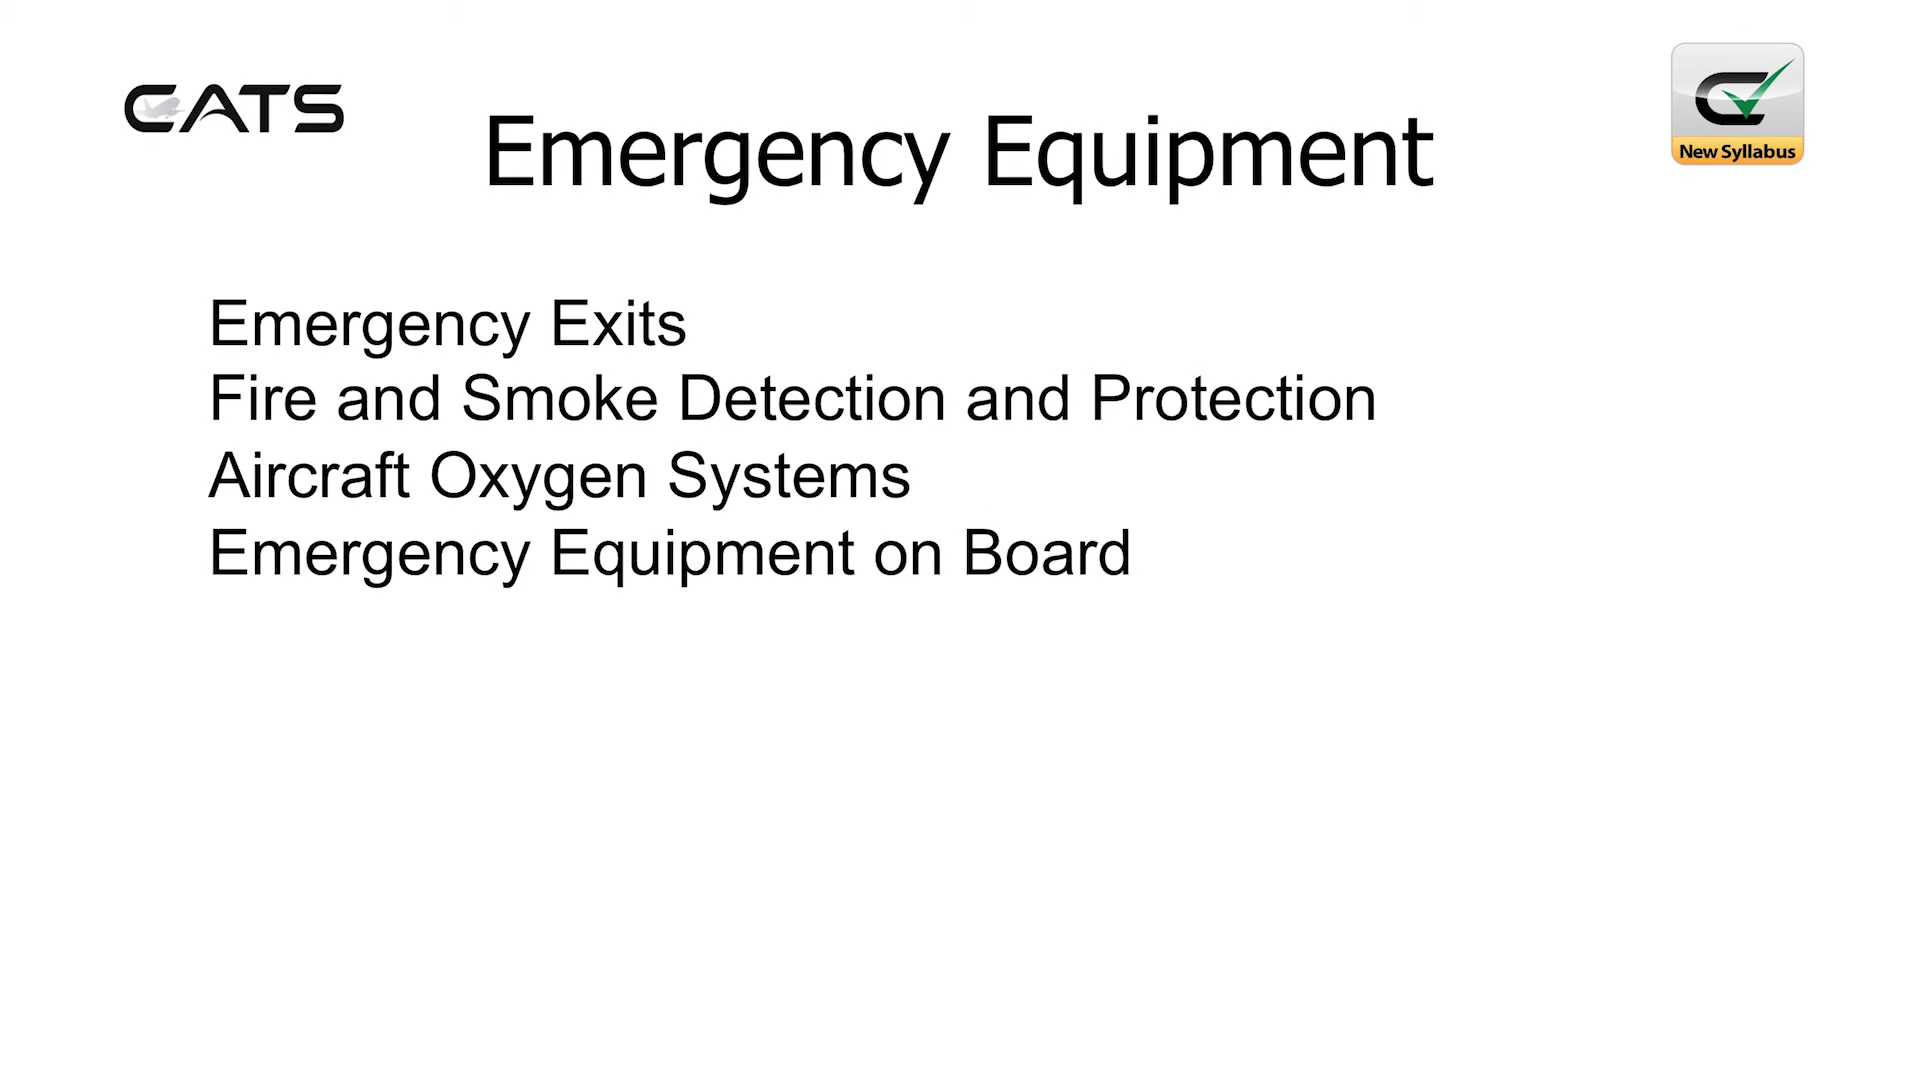 CATS
Emergency Equipment
New Syllabus
Emergency Exits
Fire and Smoke Detection and Protection
Aircraft Oxygen Systems
Emergency Equipment on Board